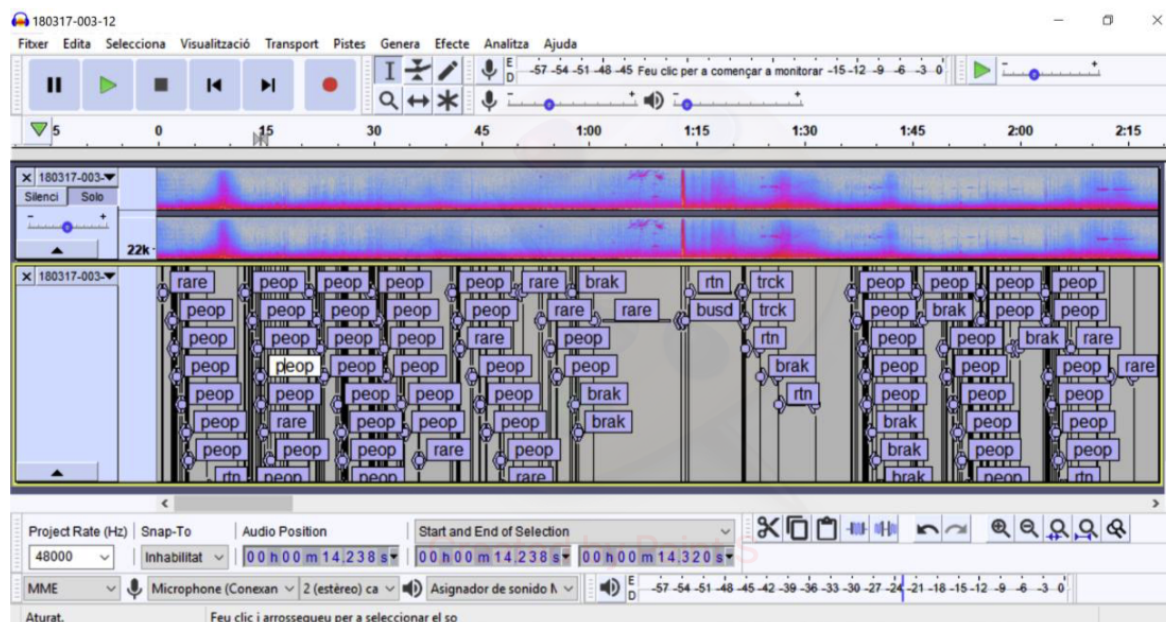 180317-003-12
Fitxer Edita Selecciona Visualització Transport Pistes Genera Efecte Analitza Ajuda
E D -57 -54 -51 -48 -45 Feu clic per a començar a monitorar -15 -12 -9 -6 -3 0
5 0 15 30 45 1:00 1:15 1:30 1:45 2:00 2:15
180317-003-
Silenci Solo
- +
22k
180317-003-
rare peop peop peop peop rare brak rtn trck peop peop peop peop
peop peop peop peop peop rare rare busd trck peop brak peop peop
peop peop peop peop rare peop rtn peop peop brak rare
peop peop peop peop peop peop brak peop peop peop rare
peop peop peop peop peop brak rtn peop peop peop
peop rare peop peop peop brak brak peop peop
peop peop peop rare peop brak peop peop
rtn peop peop rare brak peop rtn
Project Rate (Hz) Snap-To Audio Position Start and End of Selection
48000 Inhabilitat 00 h 00 m 14.238 s 00 h 00 m 14.238 s 00 h 00 m 14.320 s
MME Microphone (Conexan 2 (estèreo) ca Asignador de sonido E D -57 -54 -51 -48 -45 -42 -39 -36 -33 -30 -27 -24 -21 -18 -15 -12 -9 -6 -3 0
Aturat. Feu clic i arrossegueu per a seleccionar el so